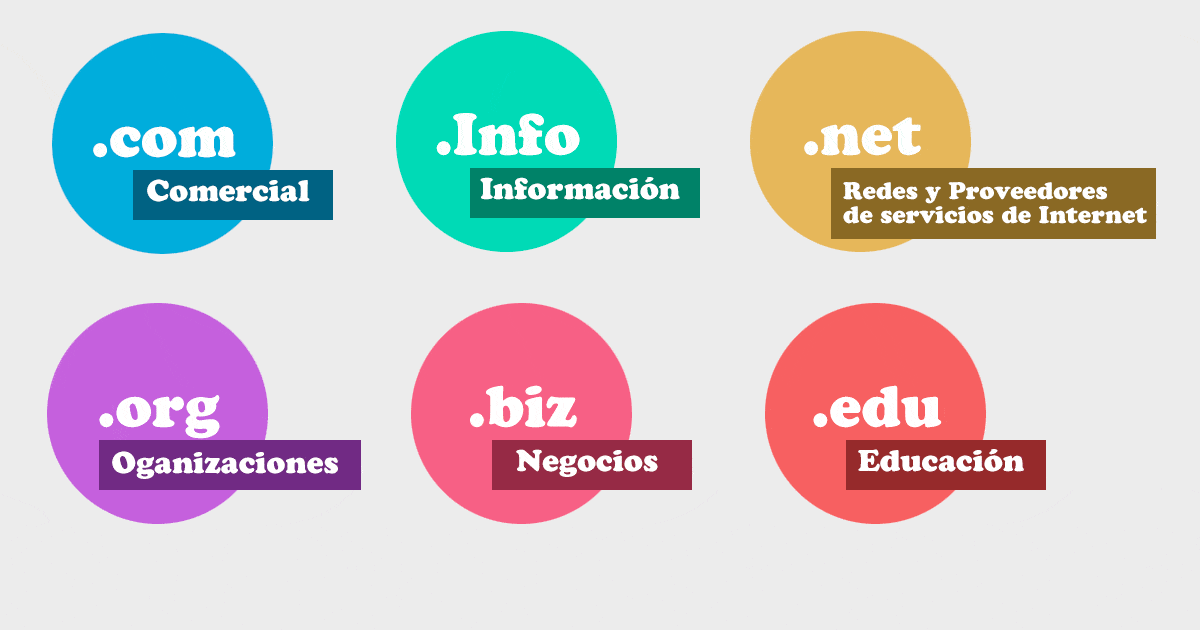 .com
Comercial
.Info
Información
.net
Redes y Proveedores
de servicios de Internet
.org
Oganizaciones
.biz
Negocios
.edu
Educación